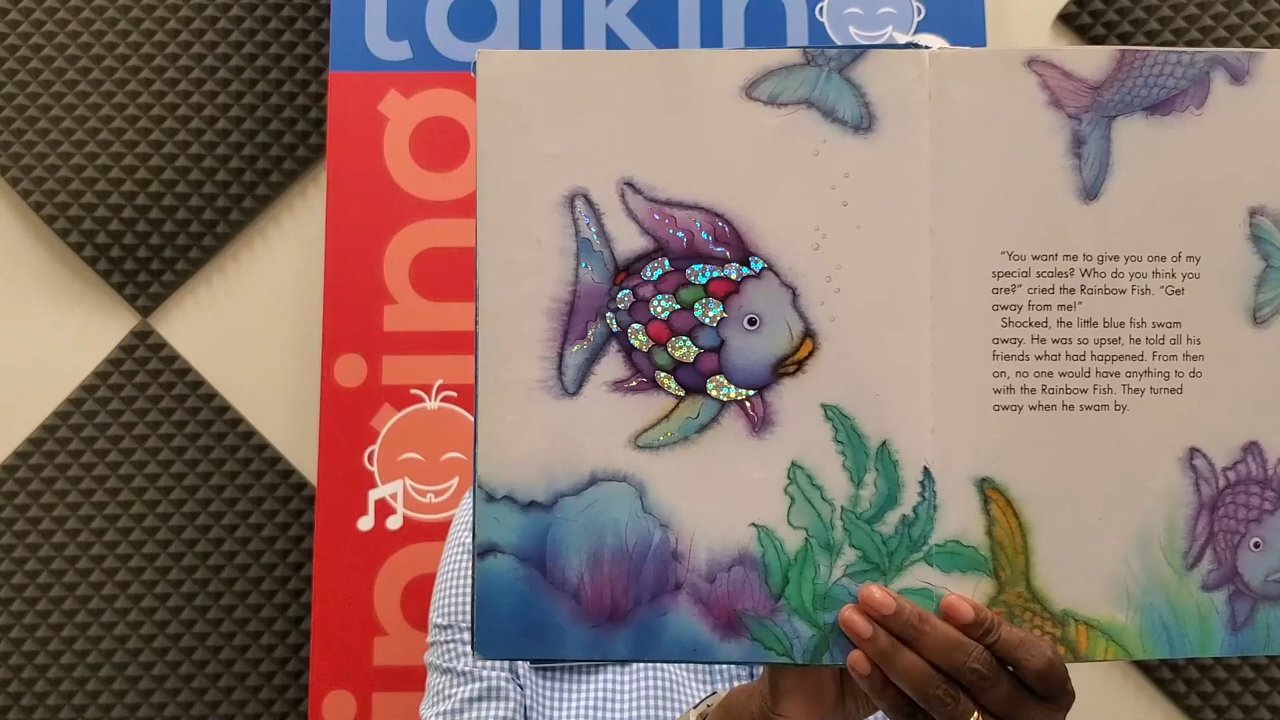 talkin
"You want me to give you one of my
special scales? Who do you think you
are?" cried the Rainbow Fish. "Get
away from me!"
Shocked, the little blue fish swam
away. He was so upset, he told all his
friends what had happened. From then
on, no one would have anything to do
with the Rainbow Fish. They turned
away when he swam by.